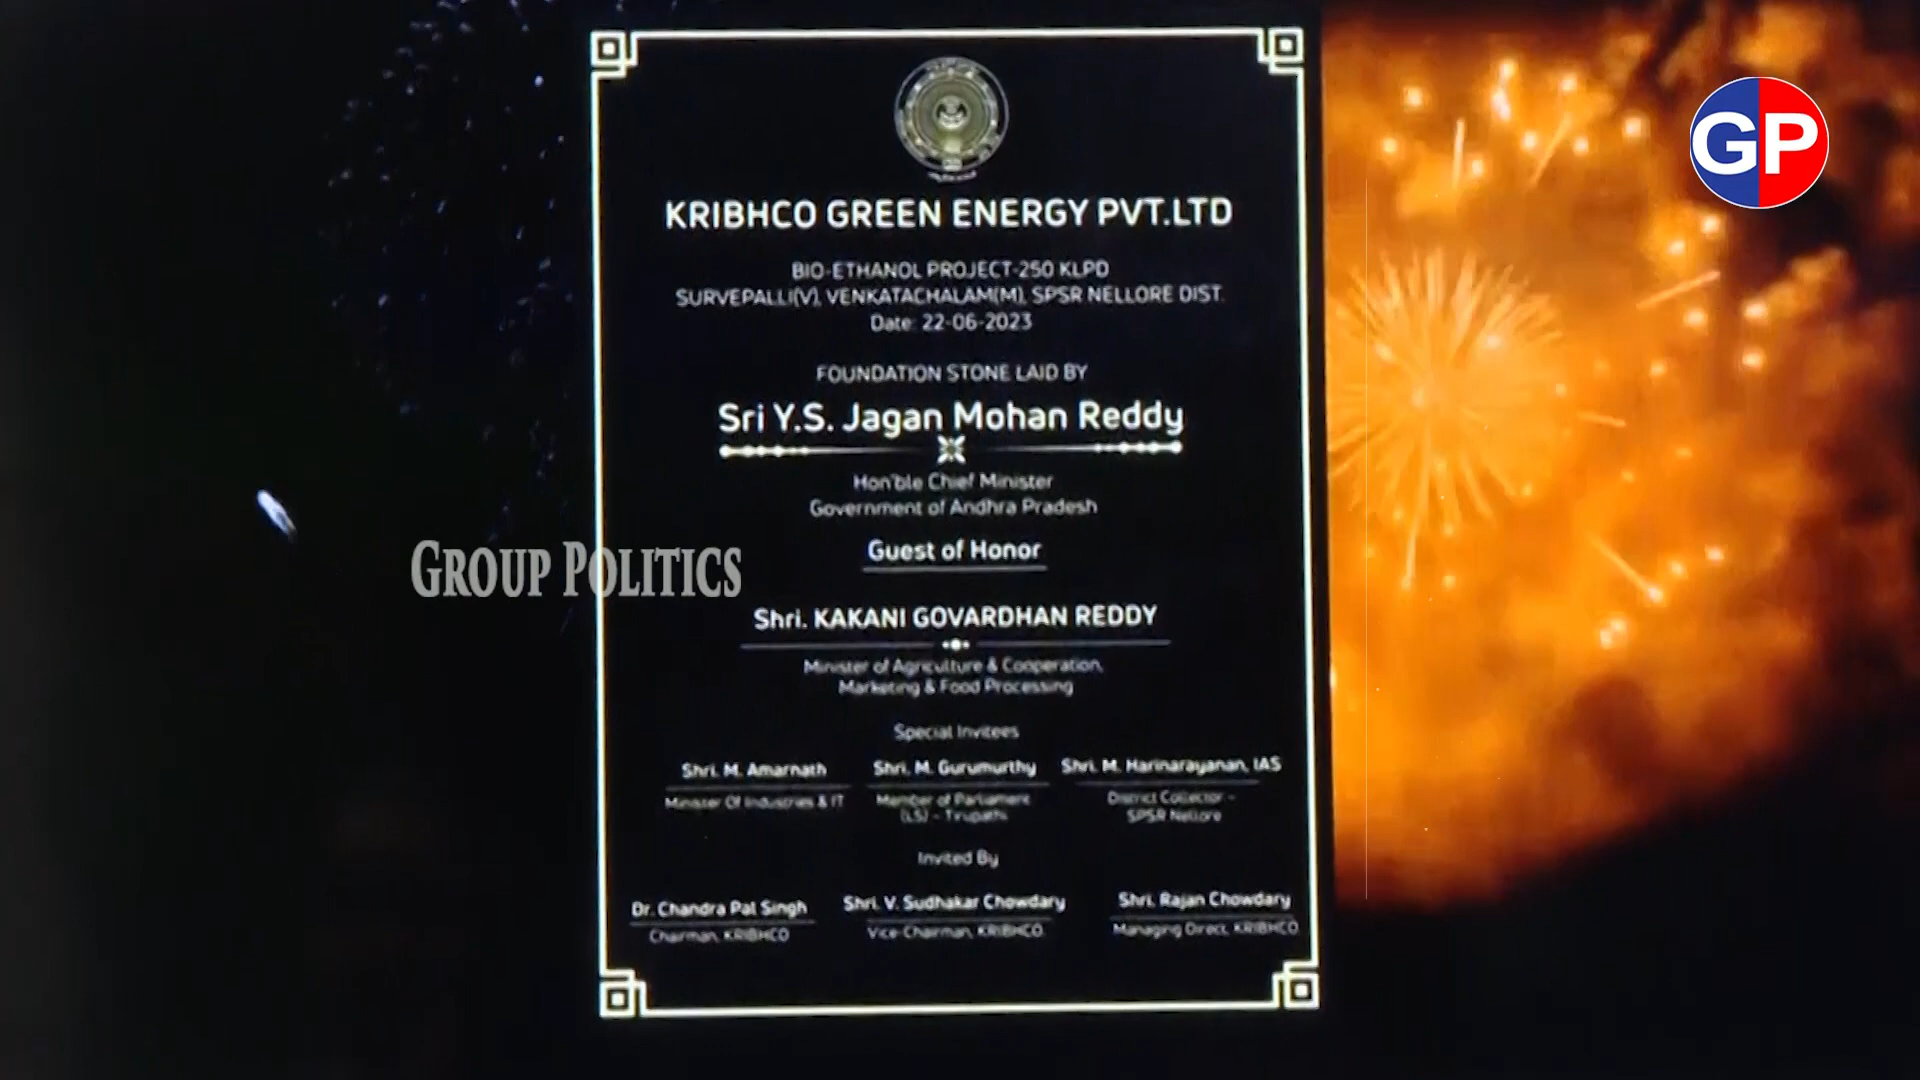 GP
KRIBHCO GREEN ENERGY PVT.LTD
BIO-ETHANOL PROJECT-250 KLPD
SURVEPALLI(V), VENKATACHALAM(M), SPSR NELLORE DIST.
Date: 22-06-2023
FOUNDATION STONE LAID BY
Sri Y.S. Jagan Mohan Reddy
Hon'ble Chief Minister
Government of Andhra Pradesh
Guest of Honor
GROUP POLITICS
Shri. KAKANI GOVARDHAN REDDY
Minister of Agriculture & Cooperation,
Marketing & Food Processing
Special Invitees
Shri. M. Amarnath
Minister Of Industries & IT
Shri. M. Gurumurthy
Member of Parliament
(LS) - Tirupathi
Shri. M. Harinarayanan, IAS
District Collector -
SPSR Nellore
Invited By
Dr. Chandra Pal Singh
Chairman, KRIBHCO
Shri. V. Sudhakar Chowdary
Vice-Chairman, KRIBHCO
Shri. Rajan Chowdary
Managing Direct, KRIBHCO